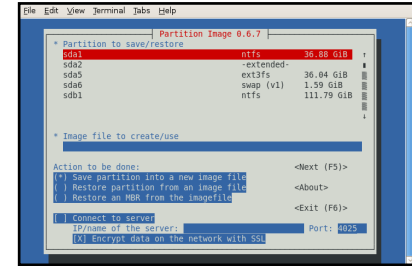 File Edit View Terminal Tabs Help
Partition Image 0.6.7
* Partition to save/restore
sda1 ntfs 36.88 GiB
sda2 -extended-
sda5 ext3fs 36.04 GiB
sda6 swap (v1) 1.59 GiB
sdb1 ntfs 111.79 GiB
* Image file to create/use
Action to be done: <Next (F5)>
(*) Save partition into a new image file
( ) Restore partition from an image file <About>
( ) Restore an MBR from the imagefile
<Exit (F6)>
[ ] Connect to server
IP/name of the server: Port: 4025
[X] Encrypt data on the network with SSL